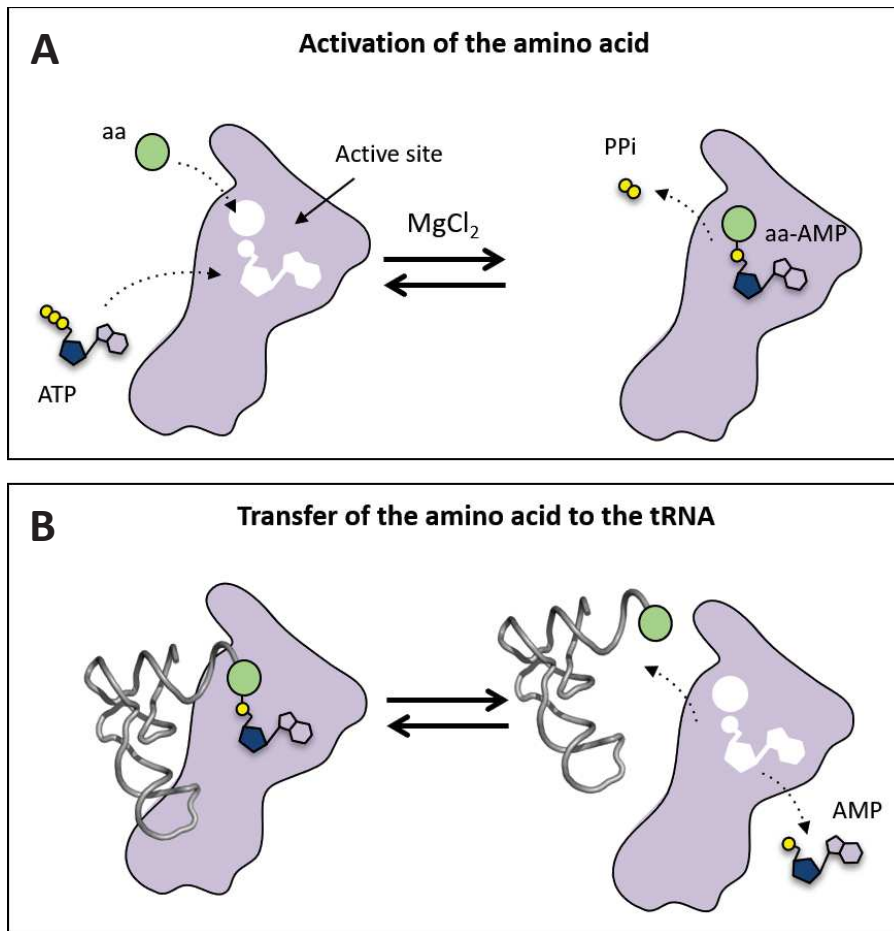 A
Activation of the amino acid
aa
Active site
MgCl₂
ATP
PPi
aa-AMP
B
Transfer of the amino acid to the tRNA
AMP